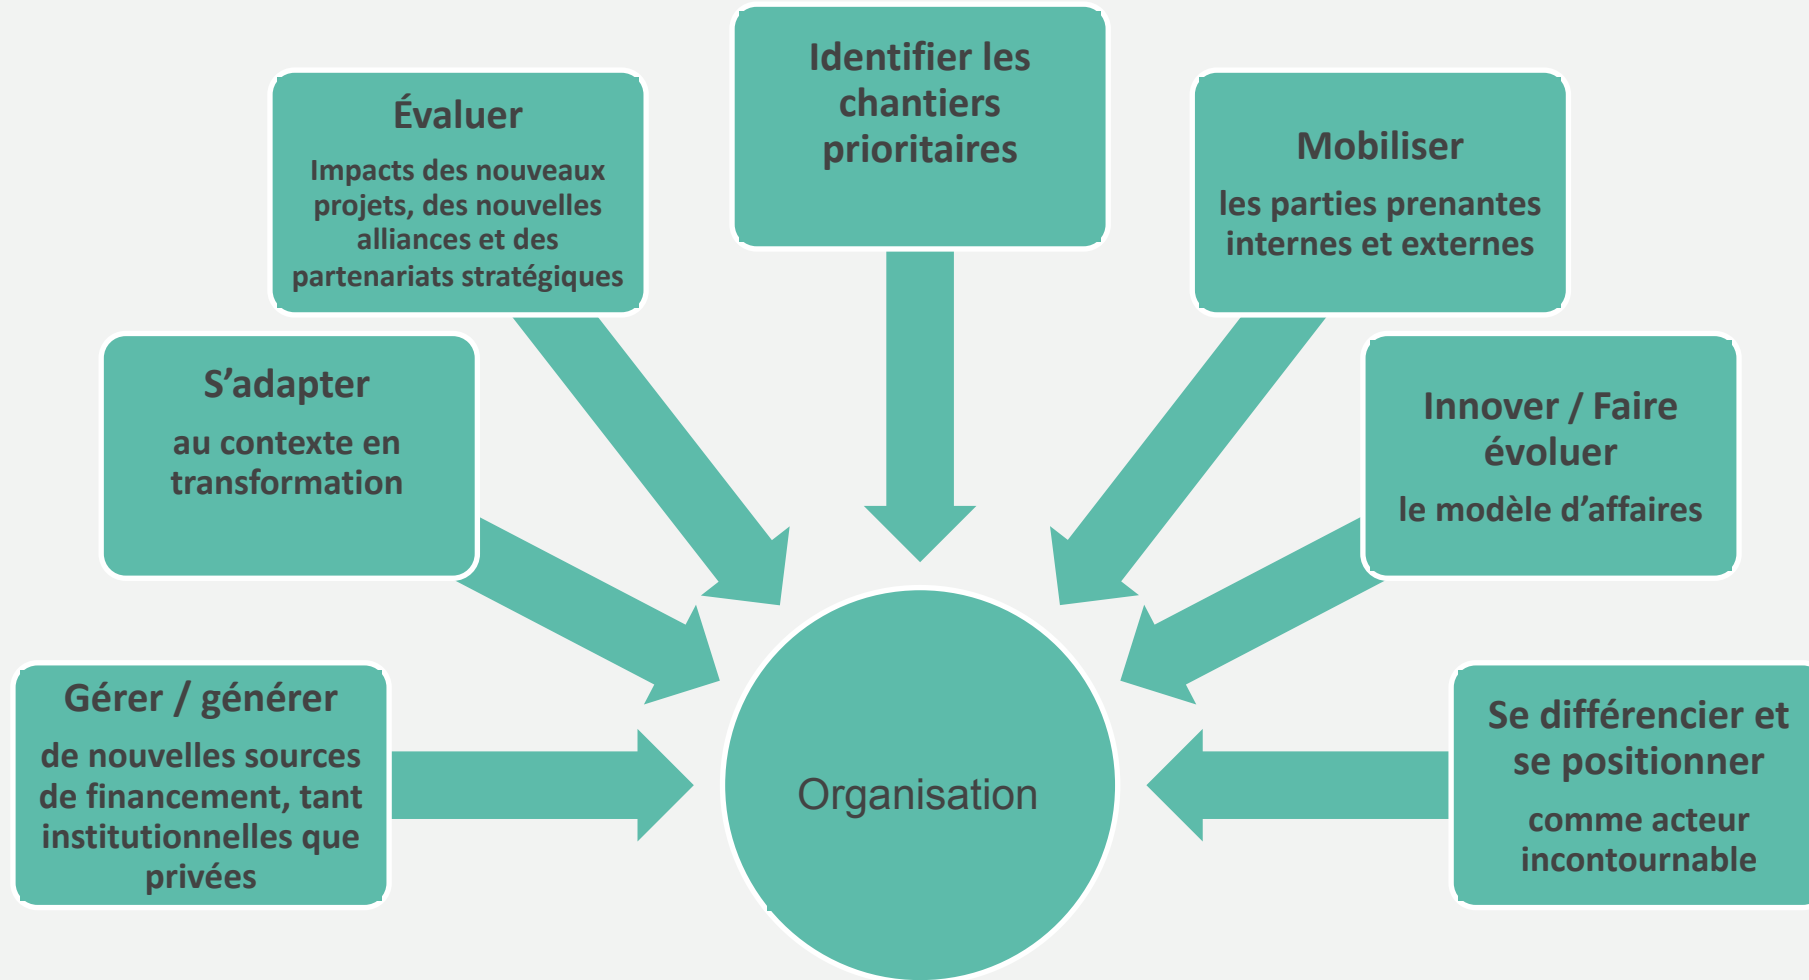 Gérer / générer
de nouvelles sources
de financement, tant
institutionnelles que
privées
S’adapter
au contexte en
transformation
Évaluer
Impacts des nouveaux
projets, des nouvelles
alliances et des
partenariats stratégiques
Identifier les
chantiers
prioritaires
Mobiliser
les parties prenantes
internes et externes
Innover / Faire
évoluer
le modèle d’affaires
Se différencier et
se positionner
comme acteur
incontournable
Organisation